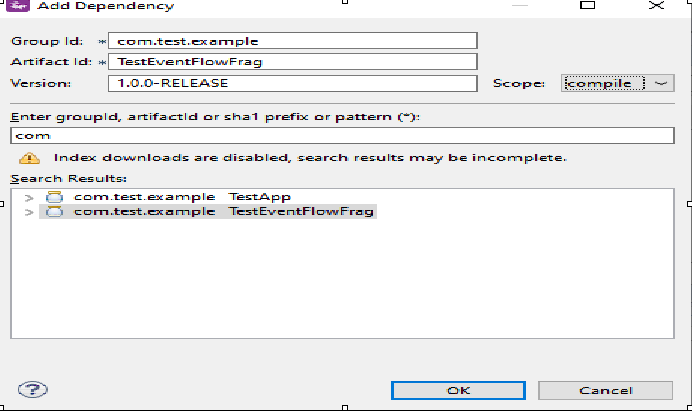 Add Dependency
Group Id: * com.test.example
Artifact Id: * TestEventFlowFrag
Version: 1.0.0-RELEASE Scope: compile
Enter groupId, artifactId or sha1 prefix or pattern (*):
com
Index downloads are disabled, search results may be incomplete.
Search Results:
> com.test.example TestApp
> com.test.example TestEventFlowFrag
? OK Cancel